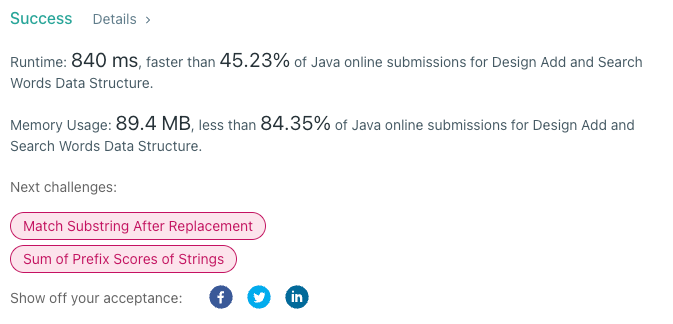 Success Details ›
Runtime: 840 ms, faster than 45.23% of Java online submissions for Design Add and Search
Words Data Structure.
Memory Usage: 89.4 MB, less than 84.35% of Java online submissions for Design Add and
Search Words Data Structure.
Next challenges:
Match Substring After Replacement
Sum of Prefix Scores of Strings
Show off your acceptance: f in